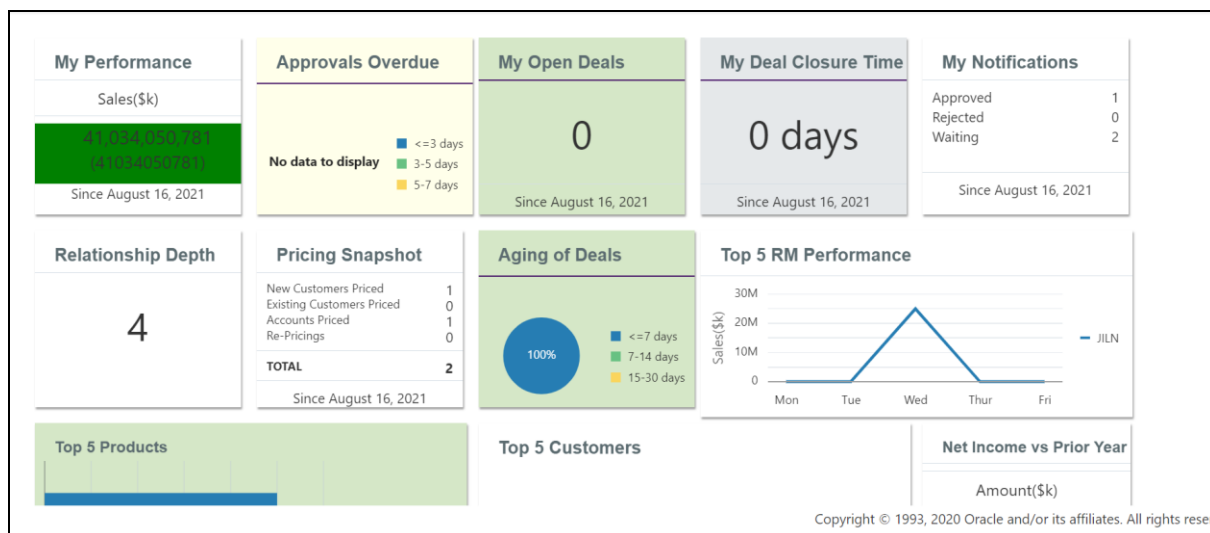 My Performance
Sales($k)
41,034,050,781
(41034050781)
Since August 16, 2021
Approvals Overdue
No data to display
<=3 days
3-5 days
5-7 days
My Open Deals
0
Since August 16, 2021
My Deal Closure Time
0 days
Since August 16, 2021
My Notifications
Approved 1
Rejected 0
Waiting 2
Since August 16, 2021
Relationship Depth
4
Pricing Snapshot
New Customers Priced 1
Existing Customers Priced 0
Accounts Priced 1
Re-Pricings 0
TOTAL 2
Since August 16, 2021
Aging of Deals
100%
<=7 days
7-14 days
15-30 days
Top 5 RM Performance
Sales($k)
30M
20M
10M
0
Mon Tue Wed Thur Fri
JILN
Top 5 Products
Top 5 Customers
Net Income vs Prior Year
Amount($k)
Copyright © 1993, 2020 Oracle and/or its affiliates. All rights rese